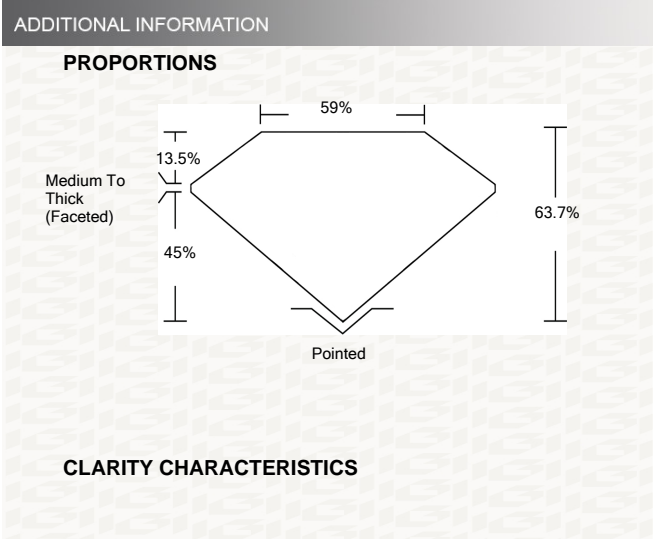 ADDITIONAL INFORMATION
PROPORTIONS
59%
13.5%
Medium To
Thick
(Faceted)
63.7%
45%
Pointed
CLARITY CHARACTERISTICS